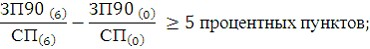 ЗП90 (6) / СП(6) − ЗП90 (0) / СП(0) ≥ 5 процентных пунктов;